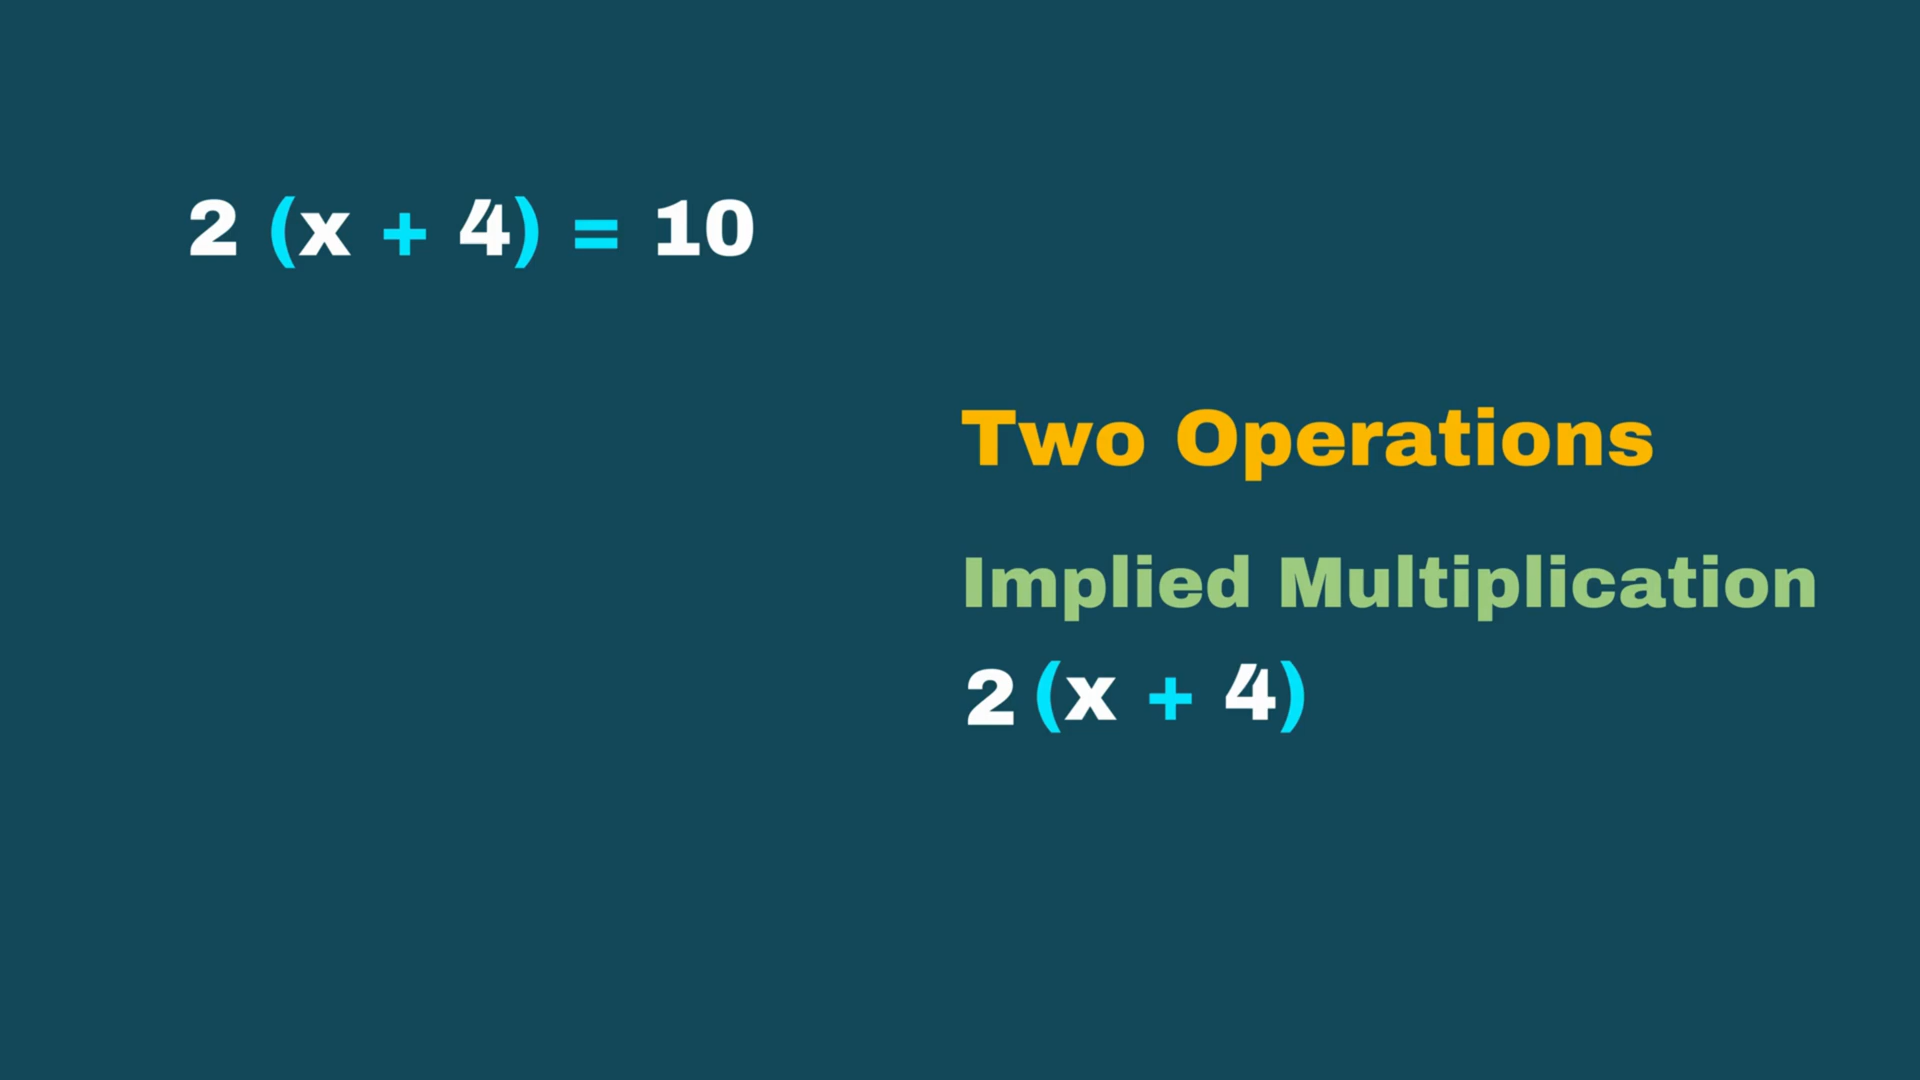 2 (x + 4) = 10
Two Operations
Implied Multiplication
2 (x + 4)